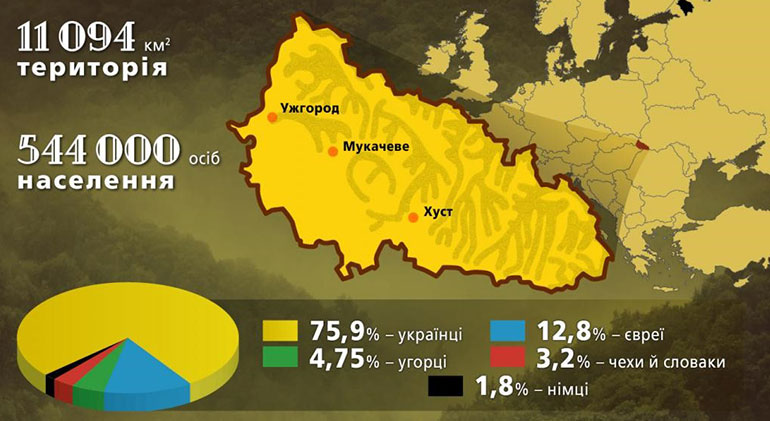 11 094 км²
територія
544 000 осіб
населення
Ужгород
Мукачеве
Хуст
75,9% – українці
12,8% – євреї
4,75% – угорці
3,2% – чехи й словаки
1,8% – німці